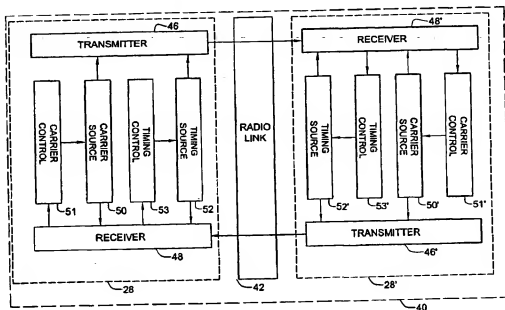 46
TRANSMITTER
CARRIER CONTROL
CARRIER SOURCE
TIMING CONTROL
TIMING SOURCE
51
50
53
52
RECEIVER
48
28
RADIO LINK
42
48'
RECEIVER
TIMING SOURCE
TIMING CONTROL
CARRIER SOURCE
CARRIER CONTROL
52'
53'
50'
51'
TRANSMITTER
46'
28'
40